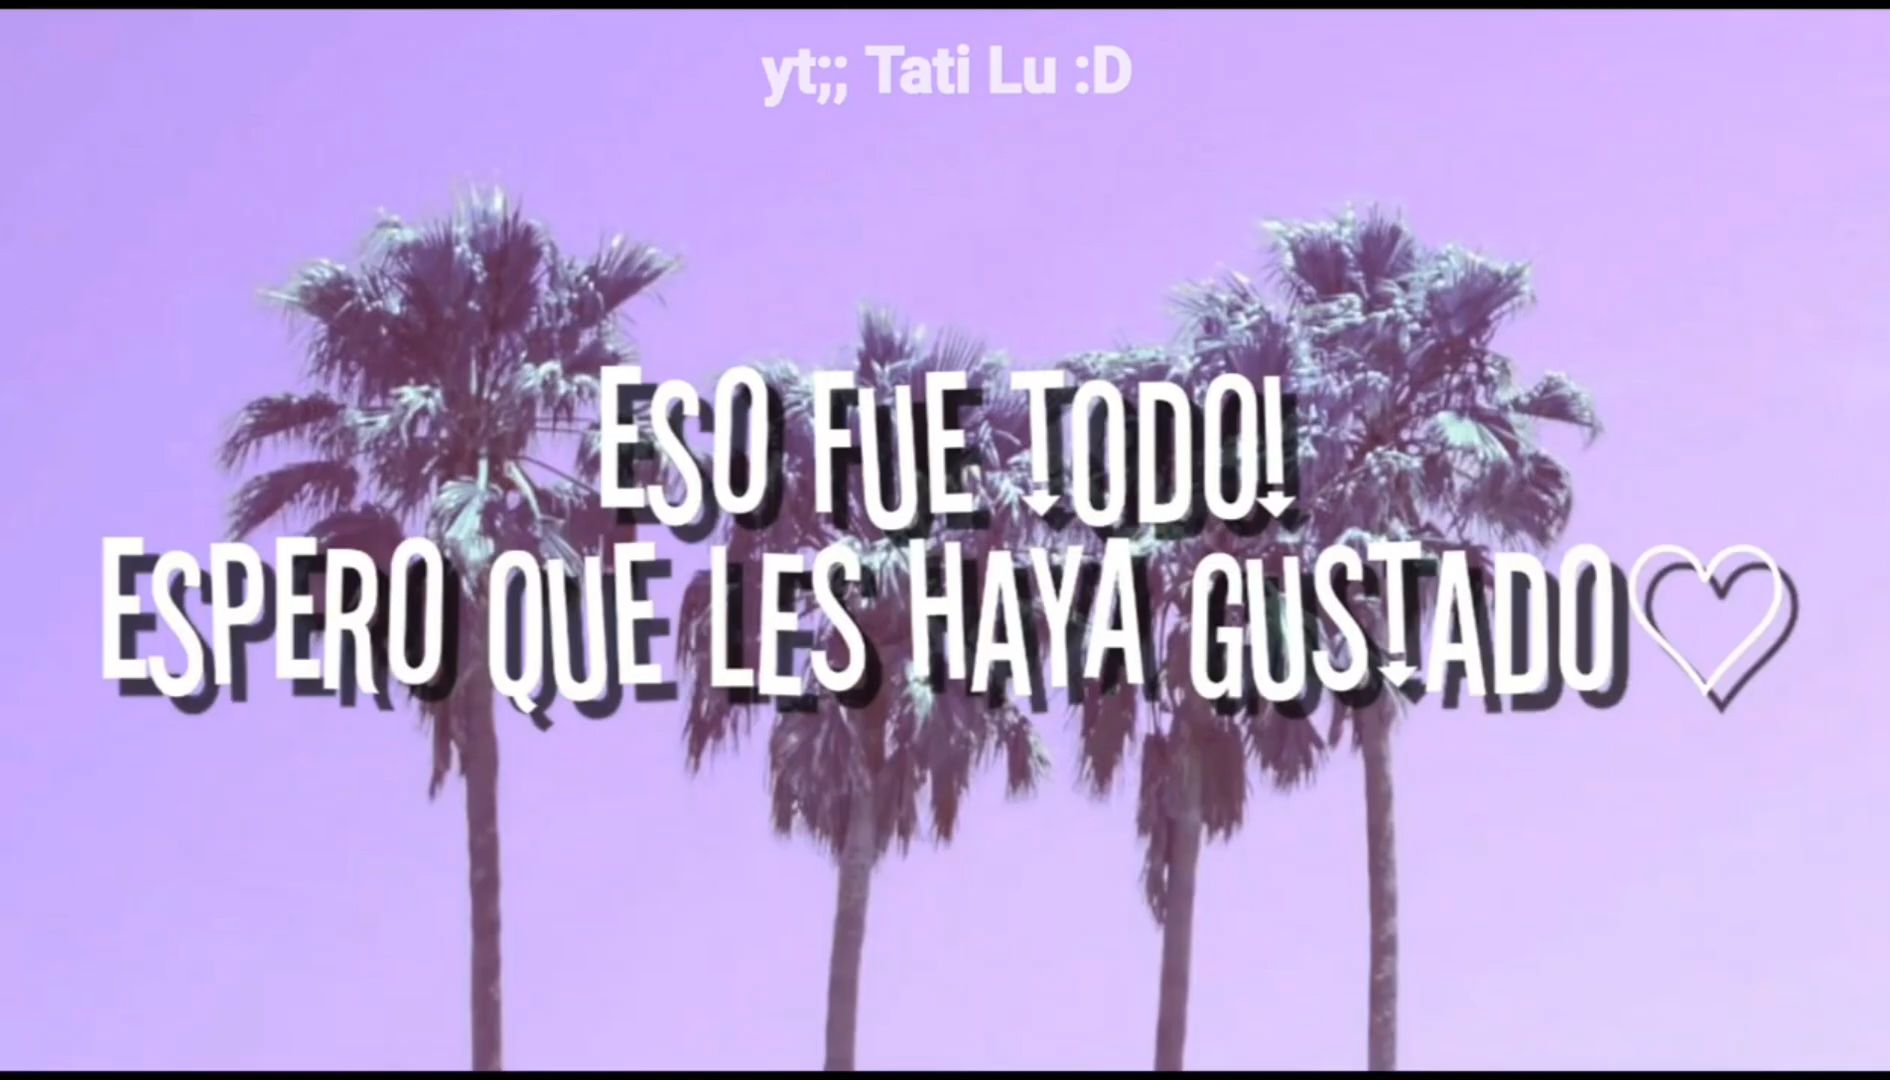 yt;; Tati Lu :D
ESO FUE TODO!
ESPERO QUE LES HAYA GUSTADO♡